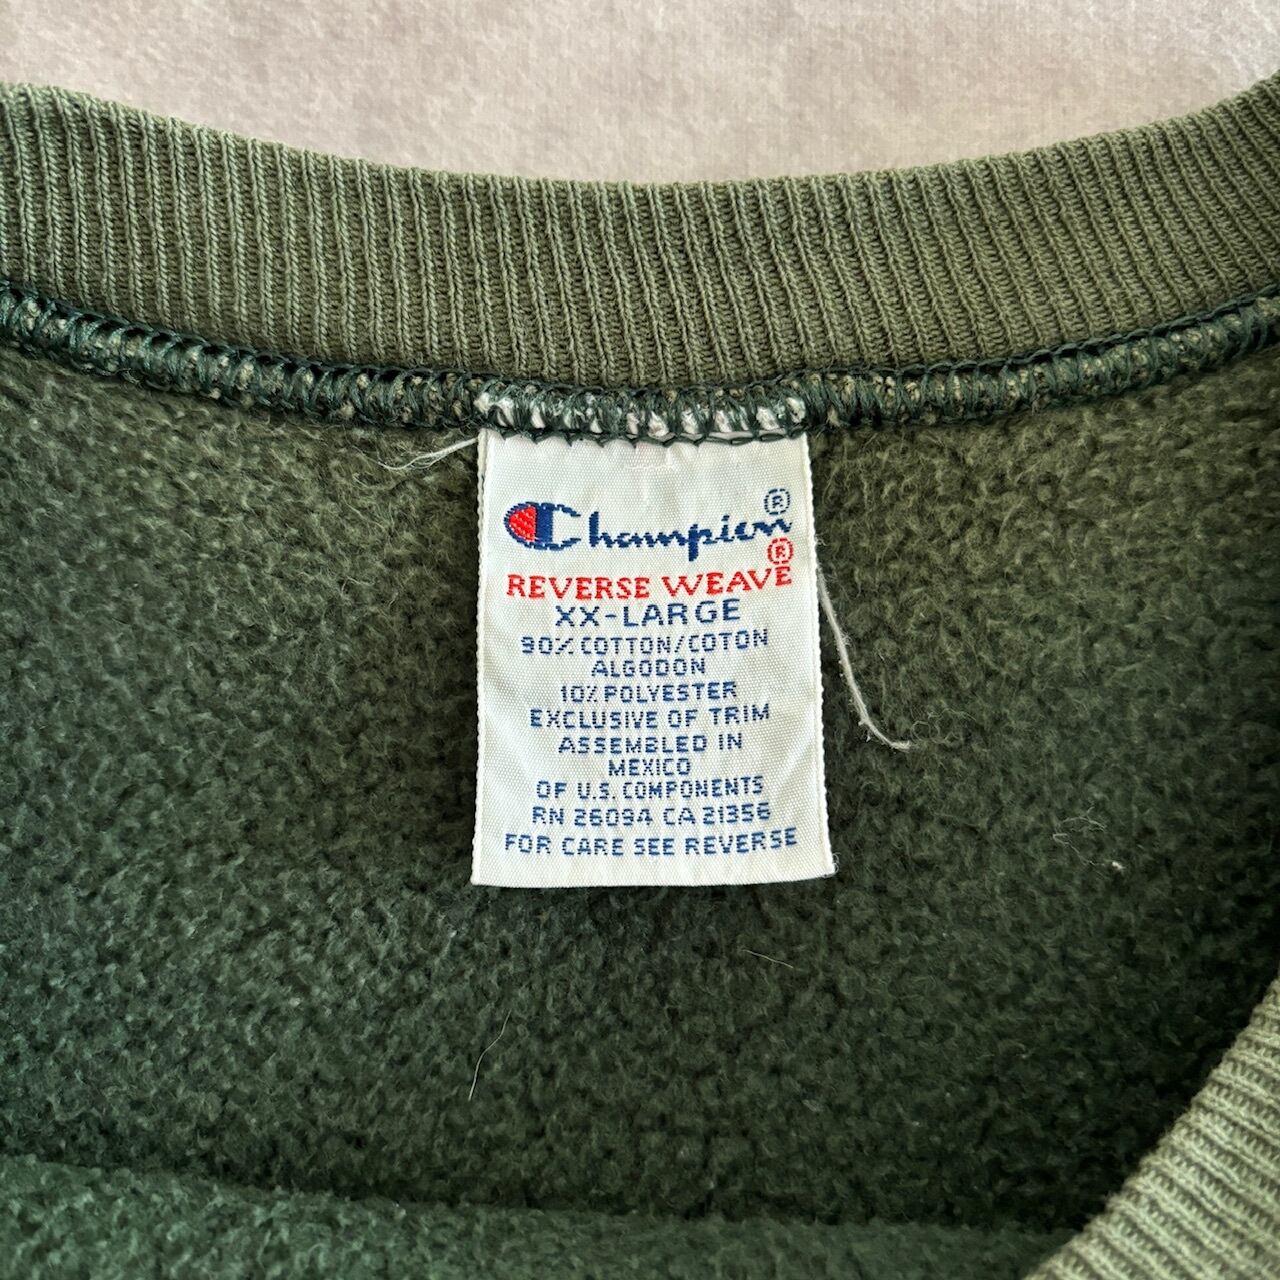 Champion®
REVERSE WEAVE®
XX-LARGE
90% COTTON/COTON
ALGODON
10% POLYESTER
EXCLUSIVE OF TRIM
ASSEMBLED IN
MEXICO
OF U.S. COMPONENTS
RN 26094 CA 21356
FOR CARE SEE REVERSE